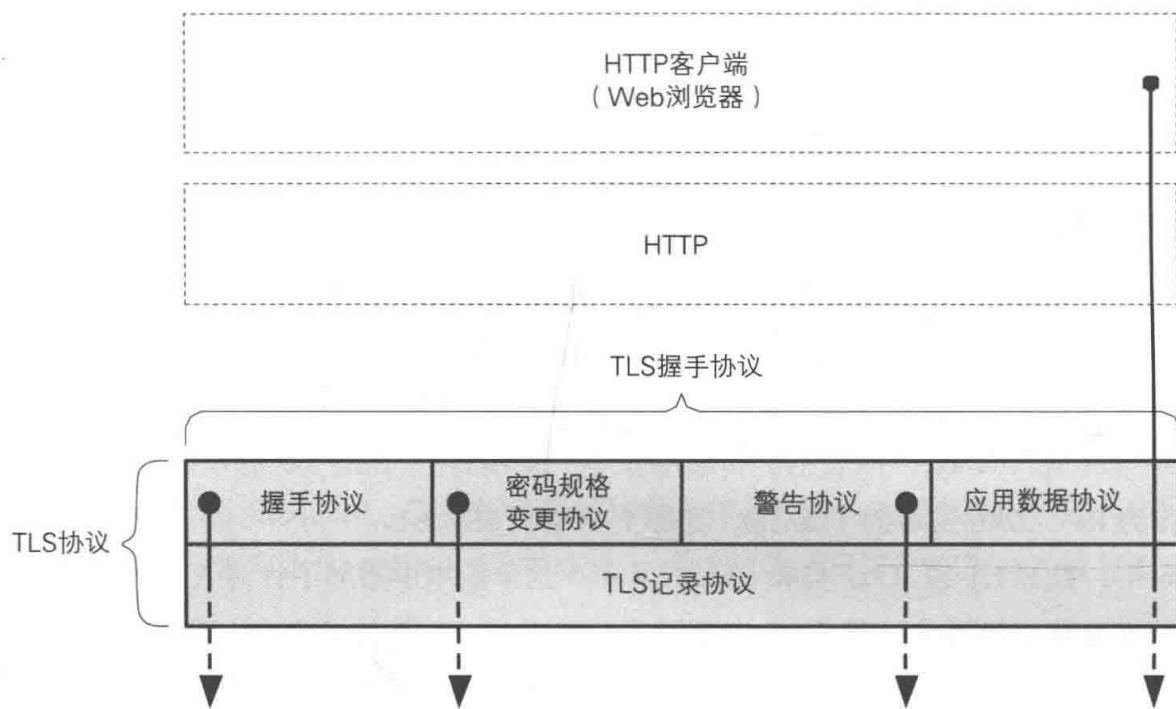 HTTP客户端
（Web浏览器）
HTTP
TLS握手协议
TLS协议
握手协议
密码规格
变更协议
警告协议
应用数据协议
TLS记录协议